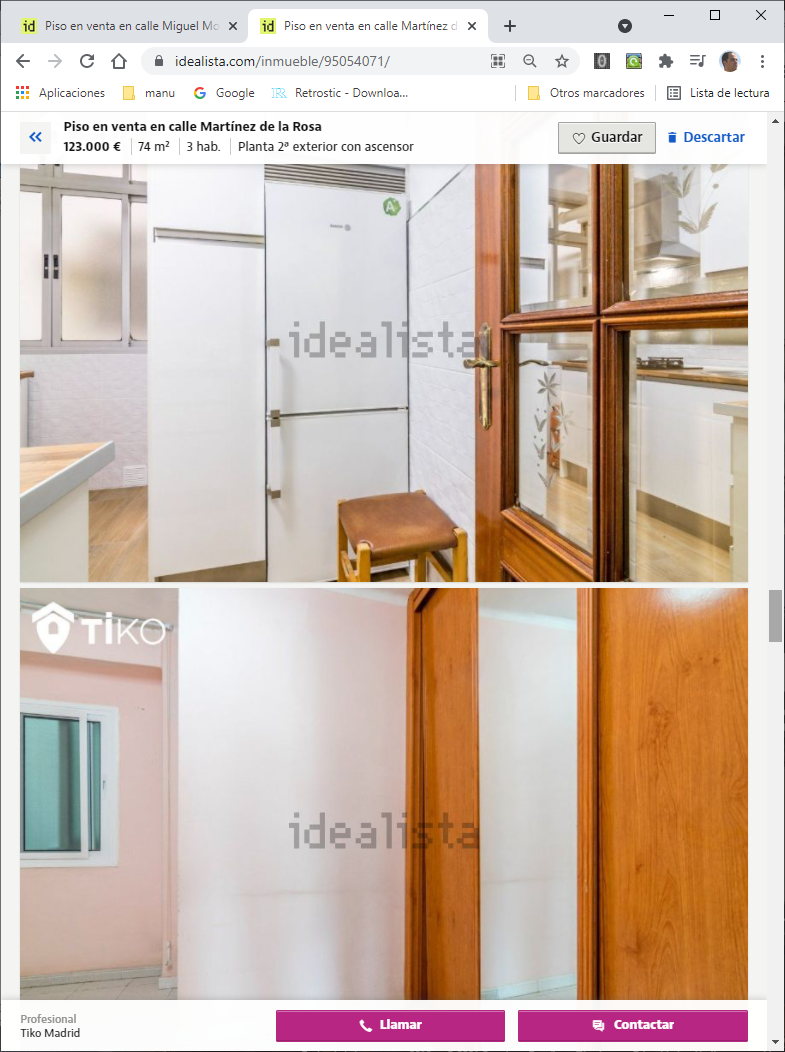 Piso en venta en calle Miguel Mo
Piso en venta en calle Martínez d
idealista.com/inmueble/95054071/
Aplicaciones
manu
Google
Retrostic - Downloa...
Otros marcadores
Lista de lectura
Piso en venta en calle Martínez de la Rosa
123.000 € 74 m² 3 hab. Planta 2ª exterior con ascensor
Guardar
Descartar
A
idealista
TiKO
idealista
Profesional
Tiko Madrid
Llamar
Contactar